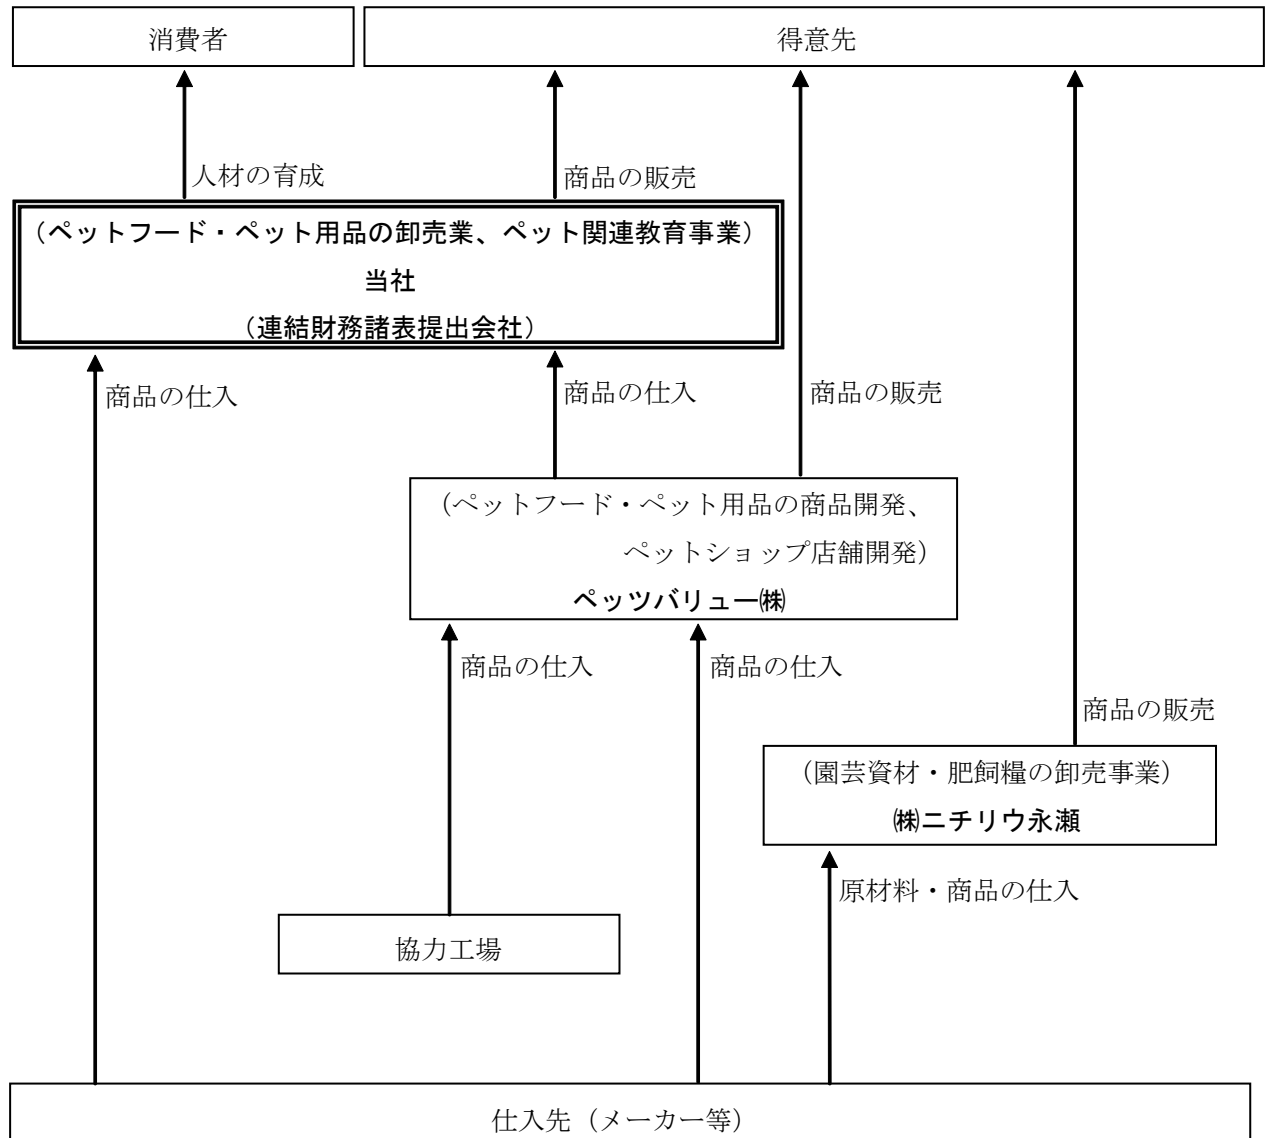 消費者
得意先
人材の育成
商品の販売
（ペットフード・ペット用品の卸売業、ペット関連教育事業）
当社
（連結財務諸表提出会社）
商品の仕入
商品の仕入
商品の販売
（ペットフード・ペット用品の商品開発、
ペットショップ店舗開発）
ペッツバリュー㈱
商品の仕入
商品の仕入
商品の販売
（園芸資材・肥飼糧の卸売事業）
㈱ニチリウ永瀬
原材料・商品の仕入
協力工場
仕入先（メーカー等）